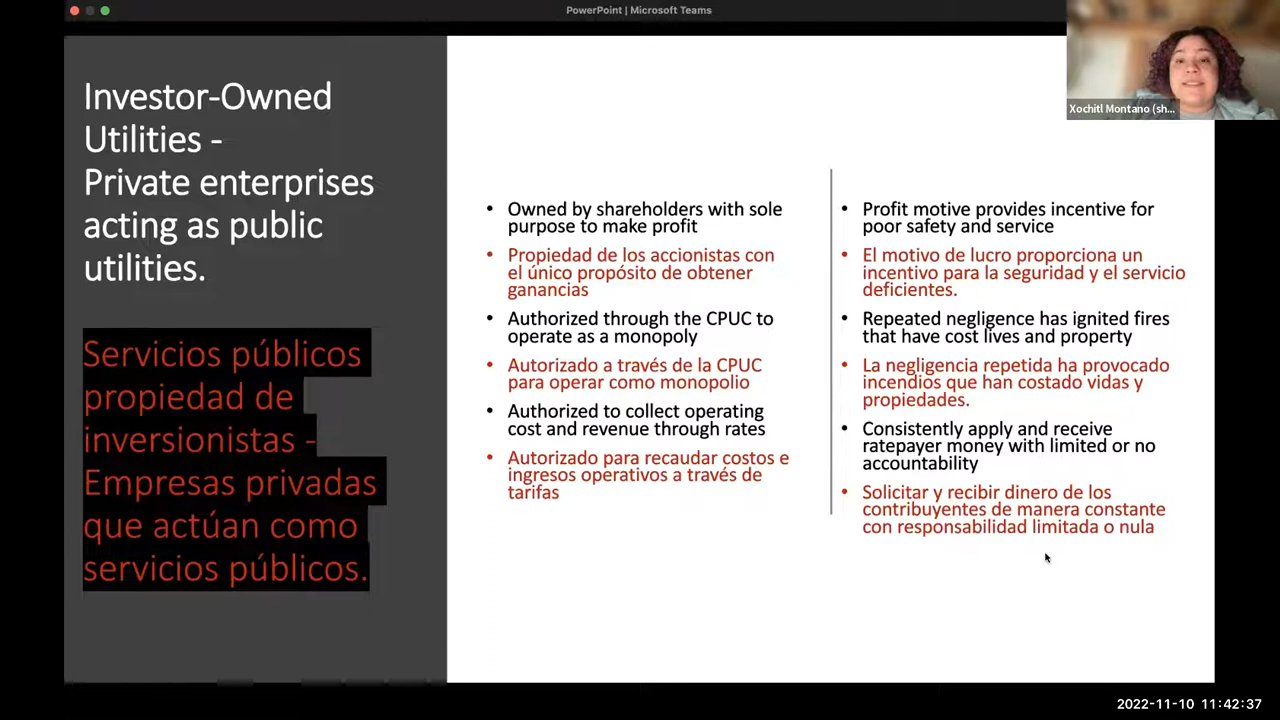 PowerPoint | Microsoft Teams
Xochitl Montano (sh...
Investor-Owned
Utilities -
Private enterprises
acting as public
utilities.
Servicios públicos
propiedad de
inversionistas -
Empresas privadas
que actúan como
servicios públicos.
• Owned by shareholders with sole
purpose to make profit
• Propiedad de los accionistas con
el único propósito de obtener
ganancias
• Authorized through the CPUC to
operate as a monopoly
• Autorizado a través de la CPUC
para operar como monopolio
• Authorized to collect operating
cost and revenue through rates
• Autorizado para recaudar costos e
ingresos operativos a través de
tarifas
• Profit motive provides incentive for
poor safety and service
• El motivo de lucro proporciona un
incentivo para la seguridad y el servicio
deficientes.
• Repeated negligence has ignited fires
that have cost lives and property
• La negligencia repetida ha provocado
incendios que han costado vidas y
propiedades.
• Consistently apply and receive
ratepayer money with limited or no
accountability
• Solicitar y recibir dinero de los
contribuyentes de manera constante
con responsabilidad limitada o nula
2022-11-10 11:42:37